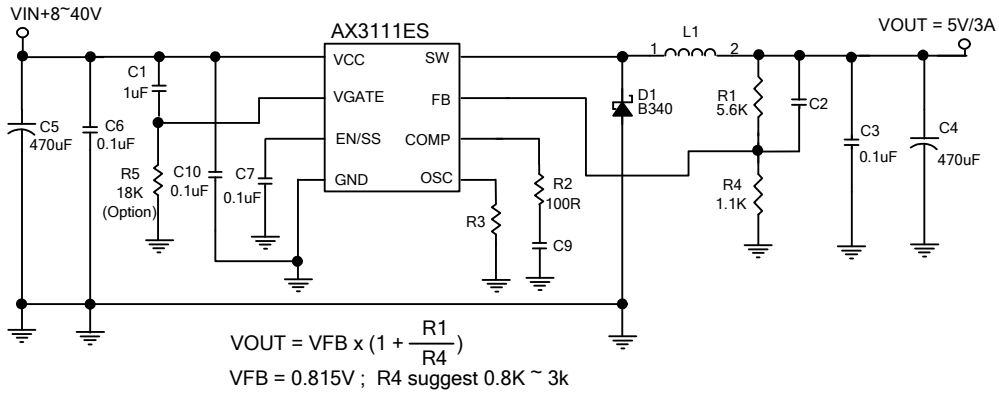 VIN+8~40V
AX3111ES
VOUT = 5V/3A
L1
1
2
VCC
SW
VGATE
FB
EN/SS
COMP
GND
OSC
C1
1uF
C5
470uF
C6
0.1uF
R5
18K
(Option)
C10
0.1uF
C7
0.1uF
R3
R2
100R
C9
D1
B340
R1
5.6K
C2
R4
1.1K
C3
0.1uF
C4
470uF
VOUT = VFB x (1 + R1/R4)
VFB = 0.815V ; R4 suggest 0.8K ~ 3k